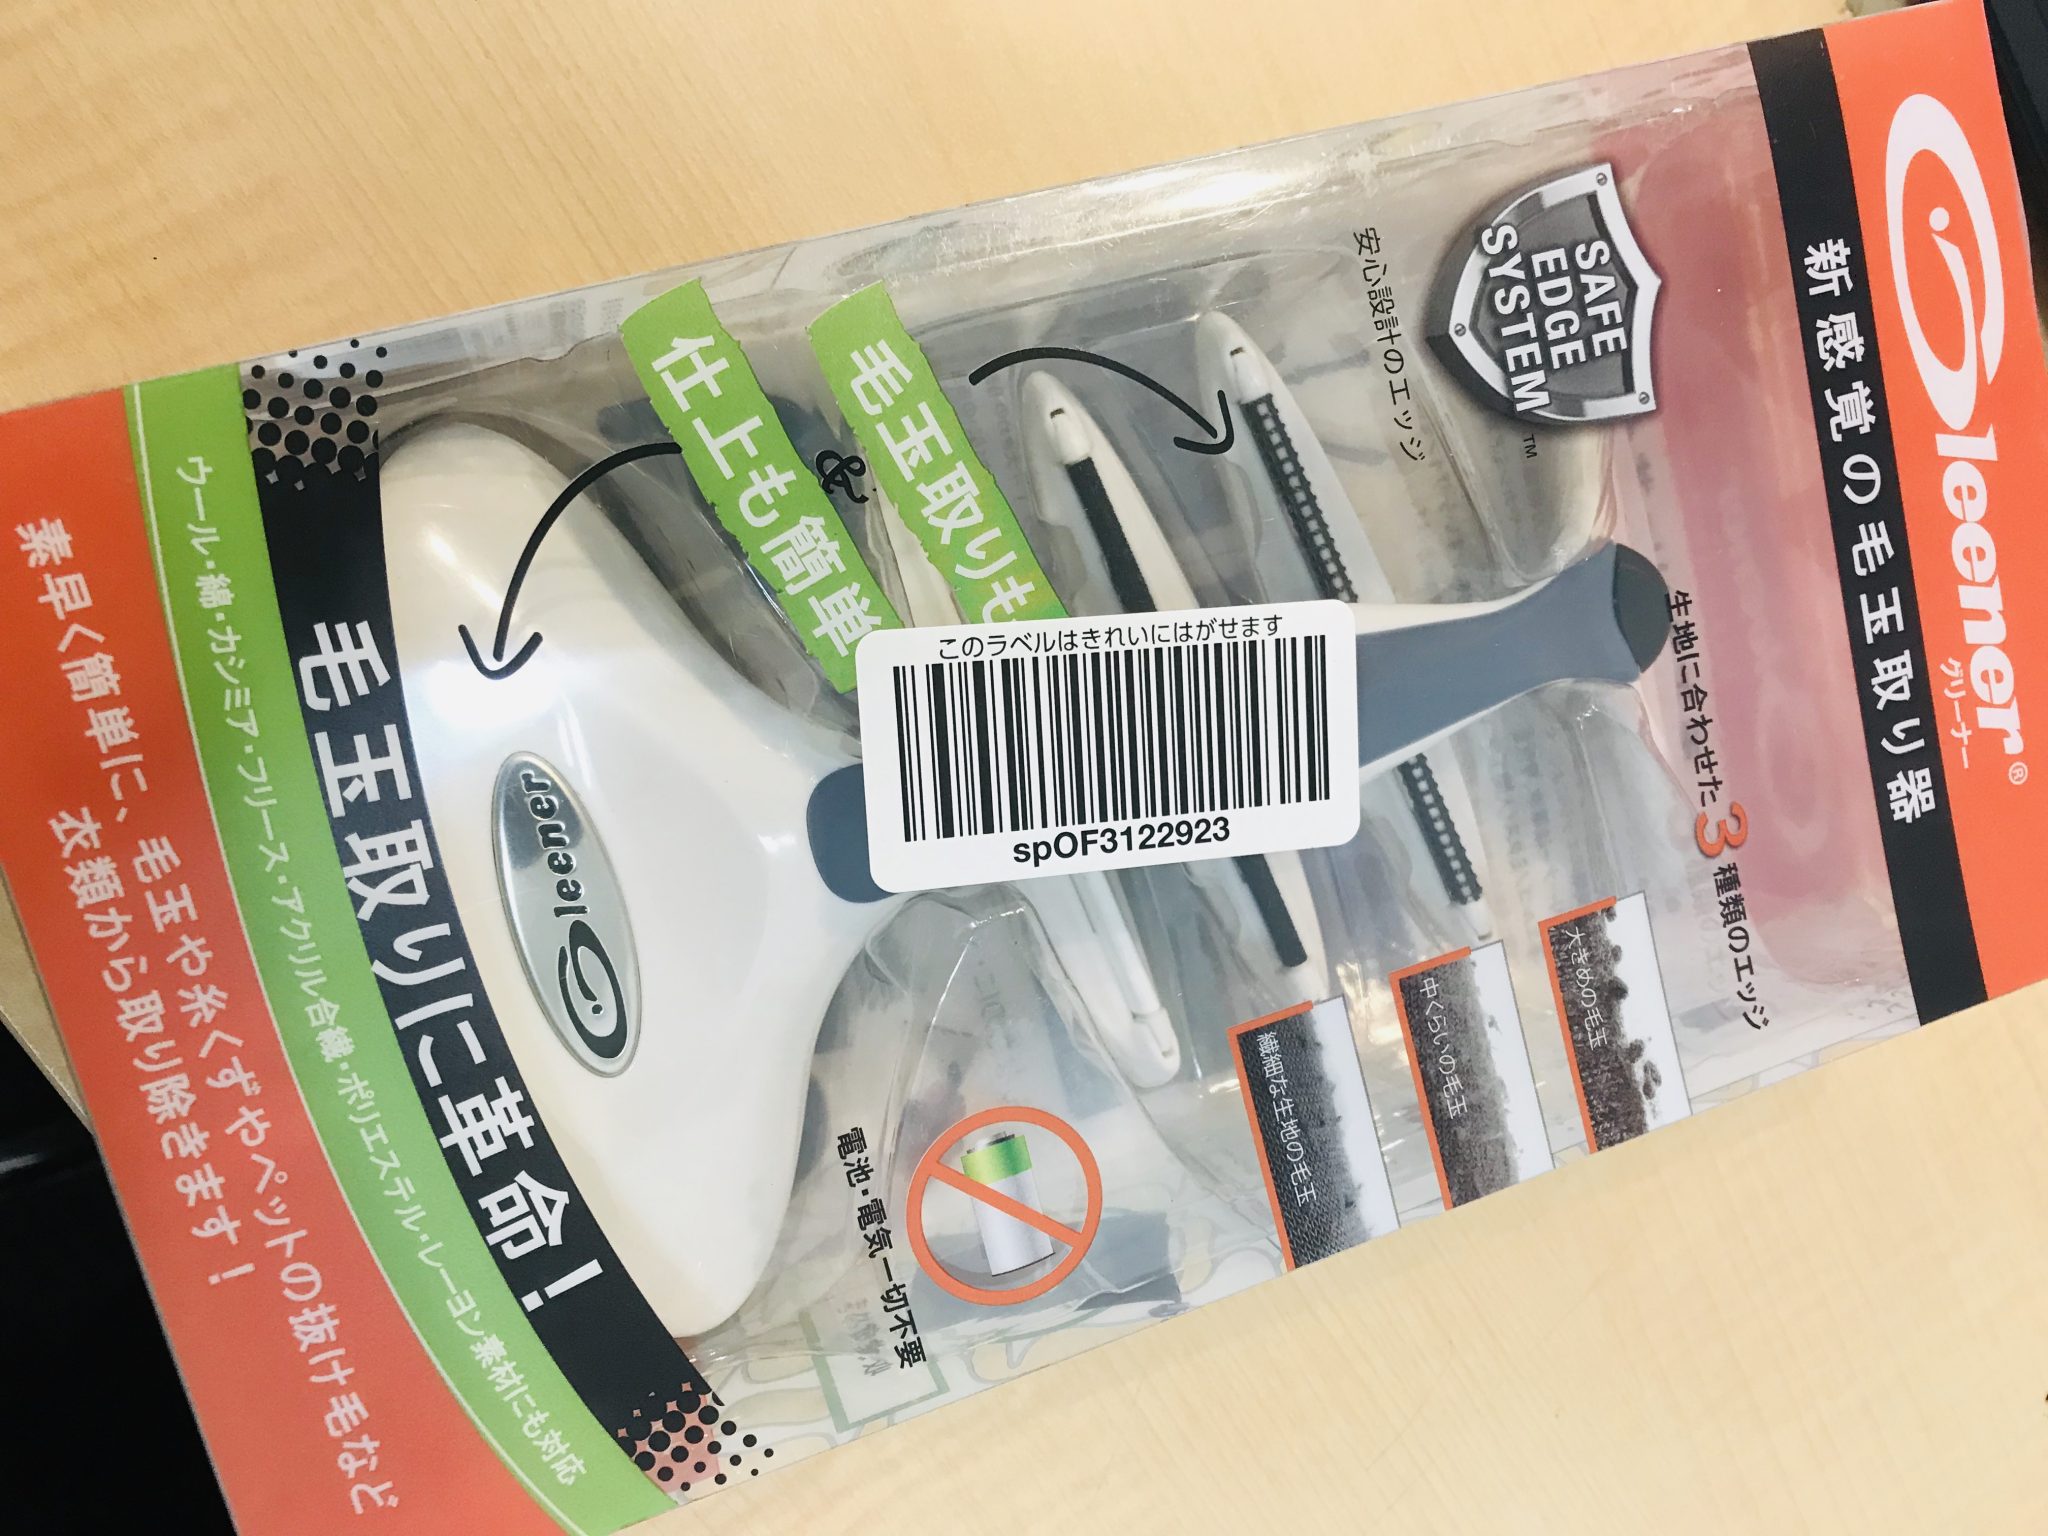 Gleener®
グリーナー
新感覚の毛玉取り器
SAFE
EDGE
SYSTEM
™
安心設計のエッジ
生地に合わせた3種類のエッジ
大きめの毛玉
中くらいの毛玉
繊細な生地の毛玉
毛玉取りも
&
仕上も簡単
このラベルはきれいにはがせます
spOF3122923
Gleener
電池・電気一切不要
毛玉取りに革命！
ウール・綿・カシミア・フリース・アクリル合繊・ポリエステル・レーヨン素材にも対応
素早く簡単に、毛玉や糸くずやペットの抜け毛など
衣類から取り除きます！